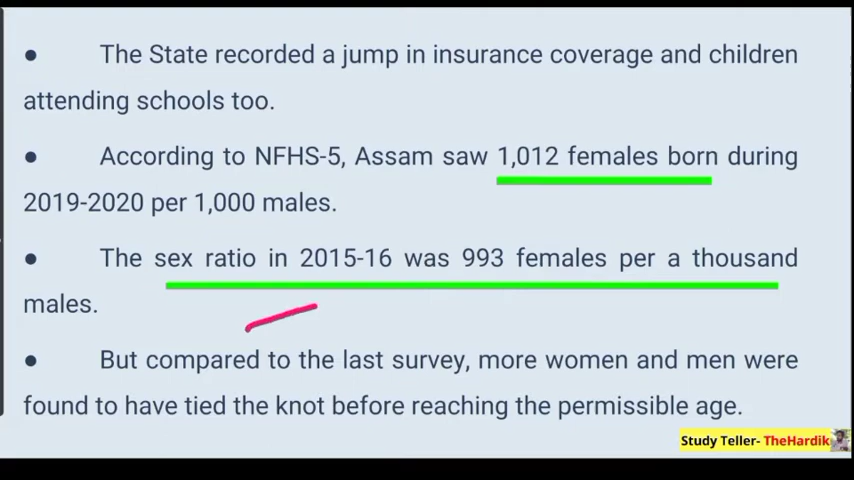 ● The State recorded a jump in insurance coverage and children
attending schools too.
● According to NFHS-5, Assam saw 1,012 females born during
2019-2020 per 1,000 males.
● The sex ratio in 2015-16 was 993 females per a thousand
males.
● But compared to the last survey, more women and men were
found to have tied the knot before reaching the permissible age.
Study Teller- TheHardik